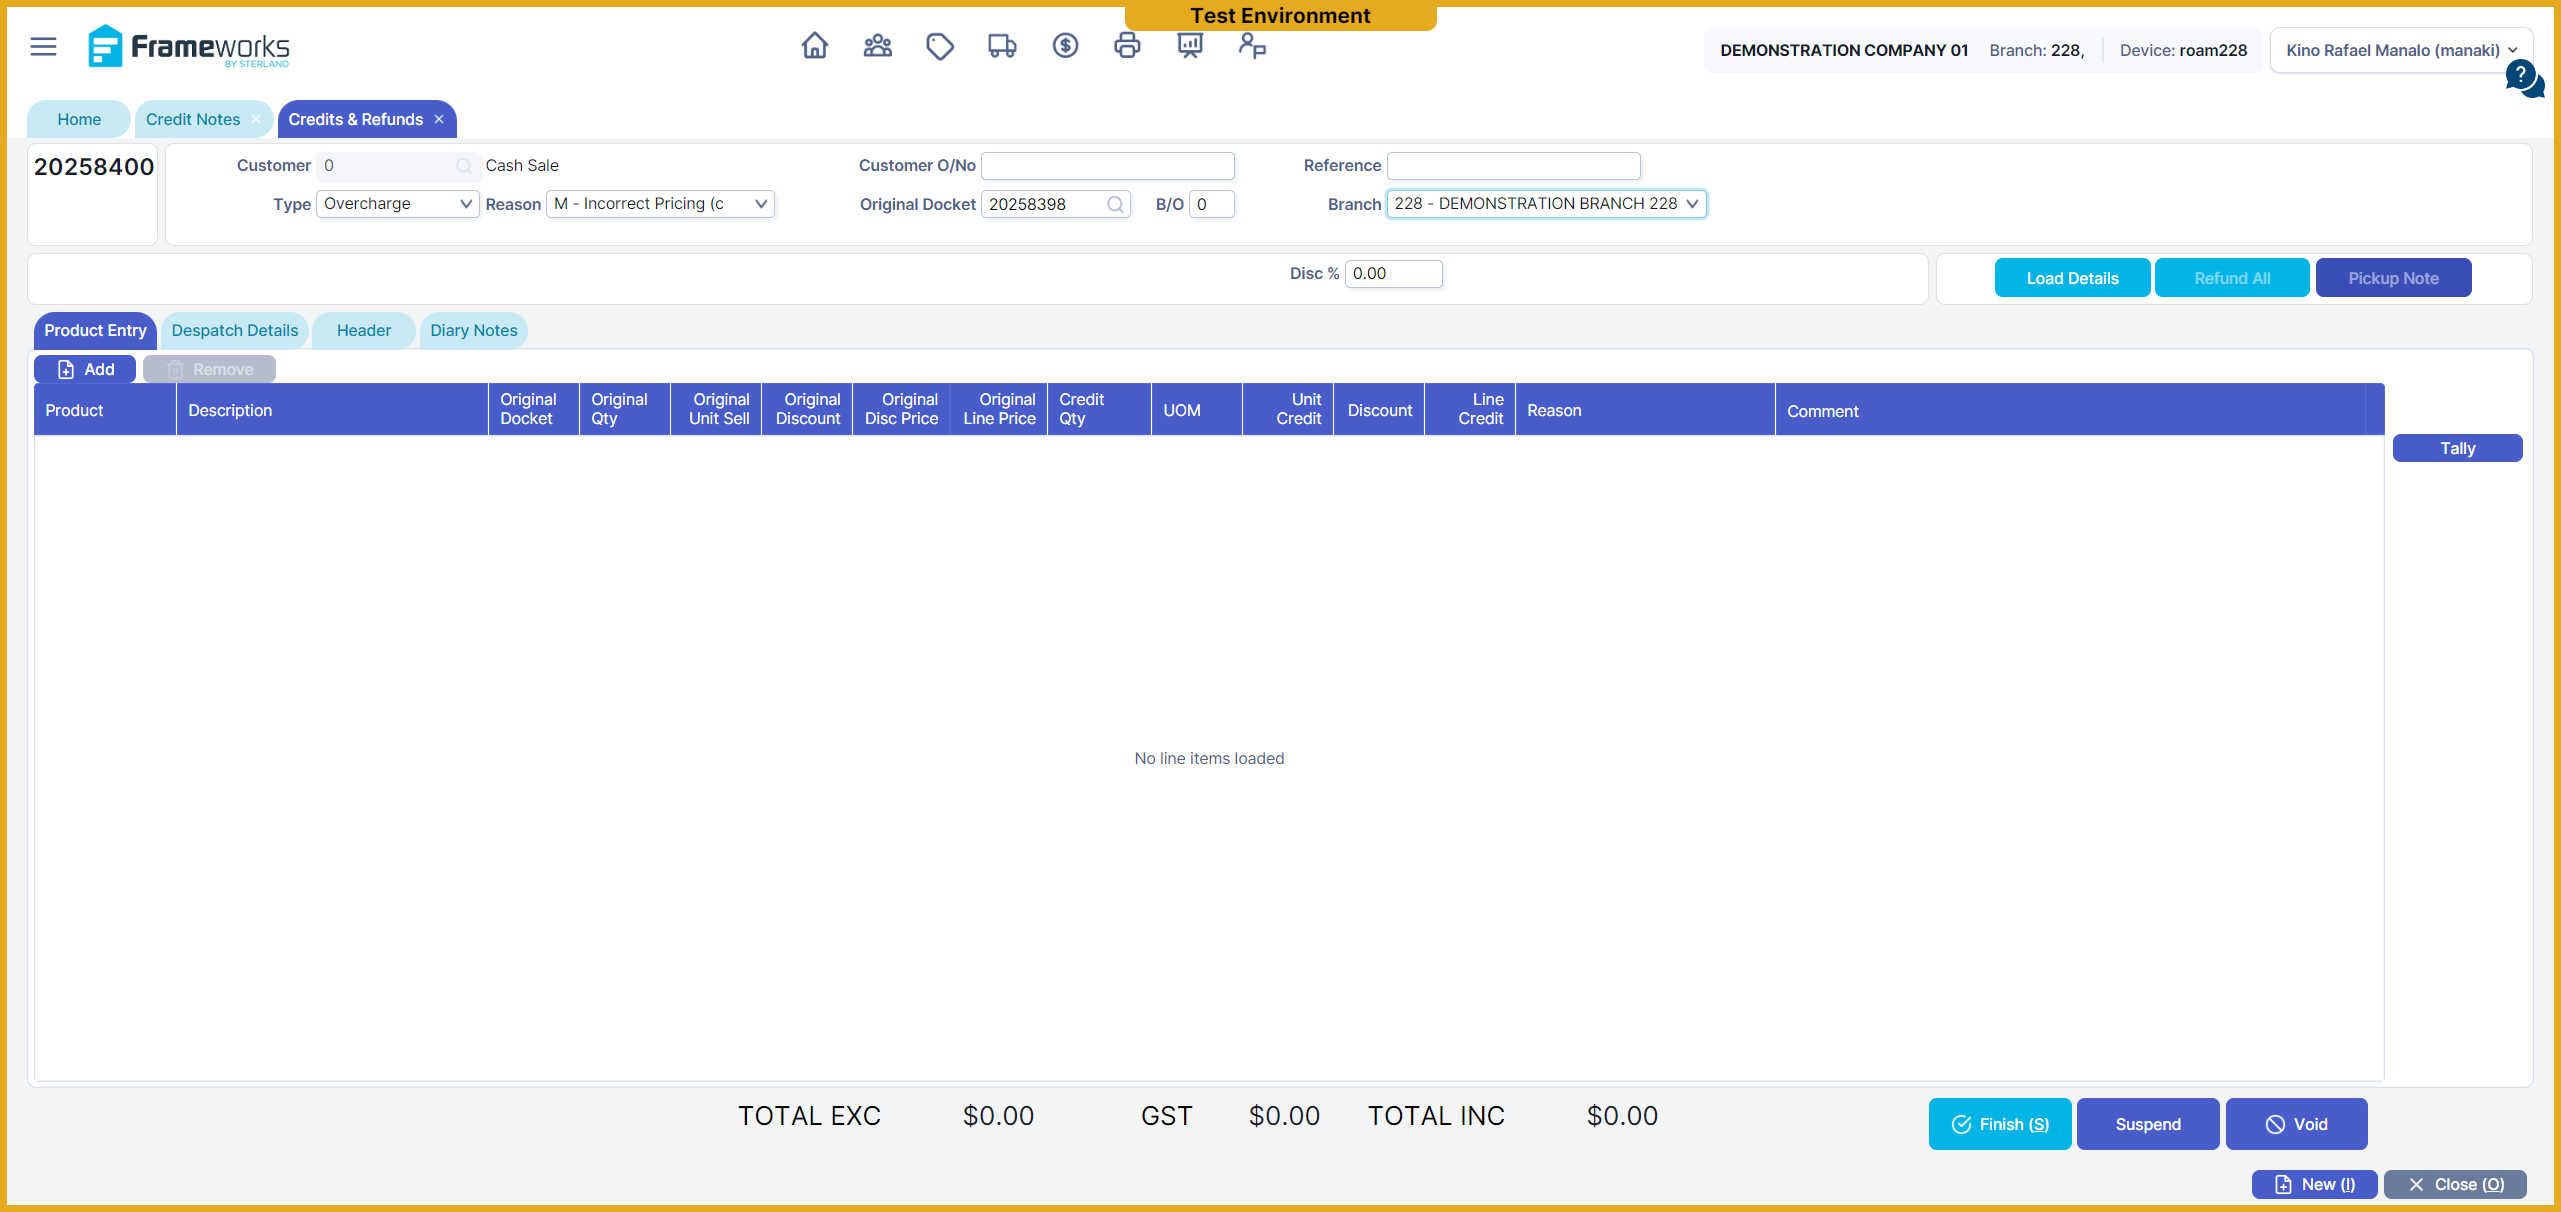 Test Environment
Frameworks
BY STERLAND
DEMONSTRATION COMPANY 01 Branch: 228, Device: roam228 Kino Rafael Manalo (manaki)
?
Home Credit Notes × Credits & Refunds ×
20258400 Customer 0 Cash Sale Customer O/No Reference
Type Overcharge Reason M - Incorrect Pricing (c Original Docket 20258398 B/O 0 Branch 228 - DEMONSTRATION BRANCH 228
Disc % 0.00 Load Details Refund All Pickup Note
Product Entry Despatch Details Header Diary Notes
Add Remove
Product Description Original Docket Original Qty Original Unit Sell Original Discount Original Disc Price Original Line Price Credit Qty UOM Unit Credit Discount Line Credit Reason Comment
Tally
No line items loaded
TOTAL EXC $0.00 GST $0.00 TOTAL INC $0.00 Finish (S) Suspend Void
New (I) Close (O)